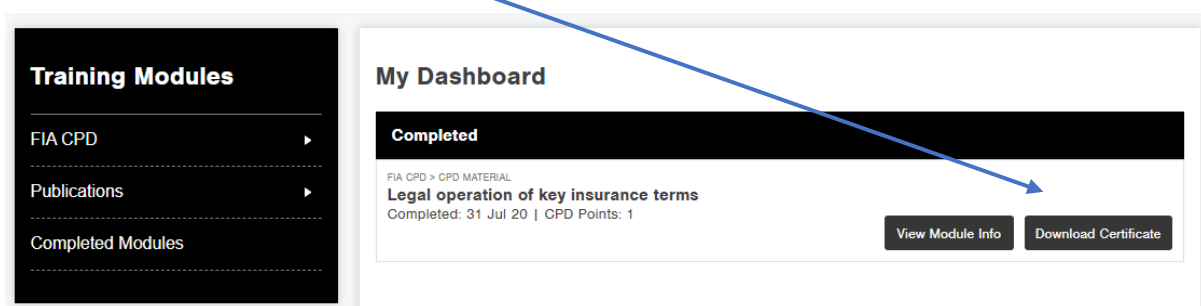 Training Modules
FIA CPD
Publications
Completed Modules
My Dashboard
Completed
FIA CPD > CPD MATERIAL
Legal operation of key insurance terms
Completed: 31 Jul 20 | CPD Points: 1
View Module Info
Download Certificate